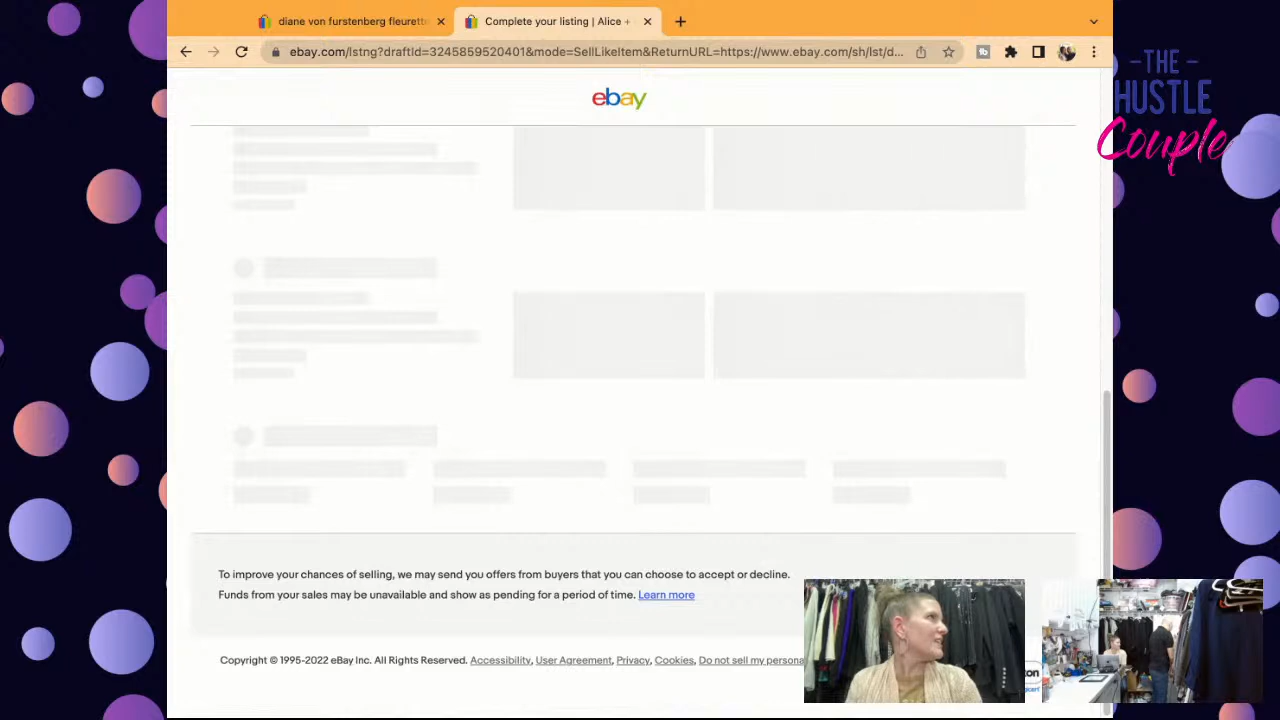 diane von furstenberg fleurette
Complete your listing | Alice +
ebay.com/lstng?draftId=3245859520401&mode=SellLikeItem&ReturnURL=https://www.ebay.com/sh/lst/d...
-THE-
HUSTLE
Couple
ebay
To improve your chances of selling, we may send you offers from buyers that you can choose to accept or decline.
Funds from your sales may be unavailable and show as pending for a period of time. Learn more
Copyright © 1995-2022 eBay Inc. All Rights Reserved. Accessibility, User Agreement, Privacy, Cookies, Do not sell my persona